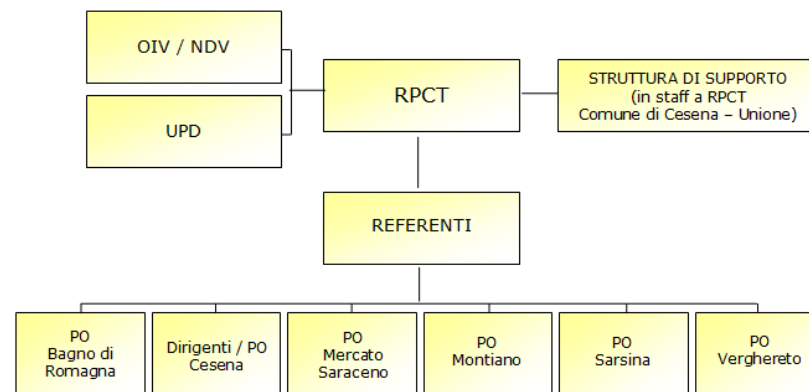 OIV / NDV
UPD
RPCT
STRUTTURA DI SUPPORTO
(in staff a RPCT
Comune di Cesena – Unione)
REFERENTI
PO
Bagno di
Romagna
Dirigenti / PO
Cesena
PO
Mercato
Saraceno
PO
Montiano
PO
Sarsina
PO
Verghereto